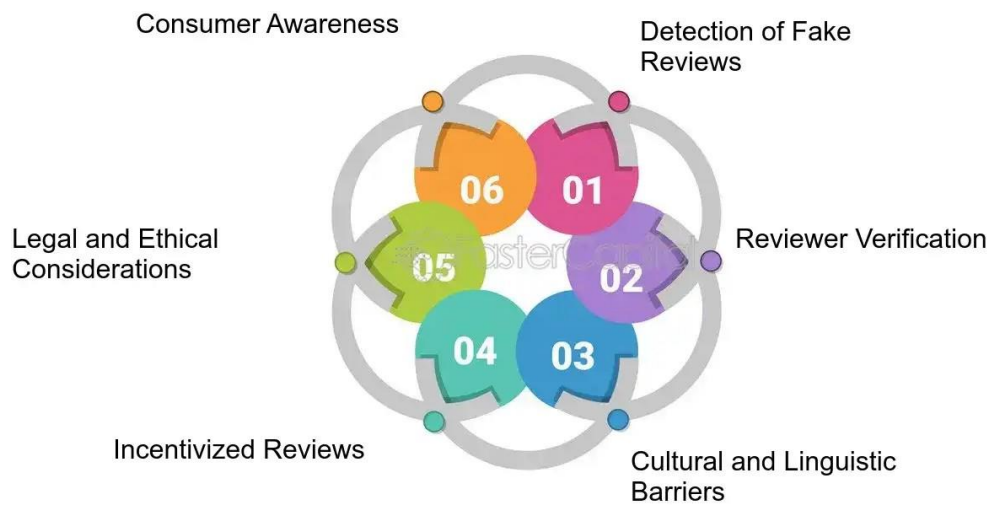 Consumer Awareness
Detection of Fake
Reviews
06
01
Legal and Ethical
Considerations
05
FasterCapital
02
Reviewer Verification
04
03
Incentivized Reviews
Cultural and Linguistic
Barriers